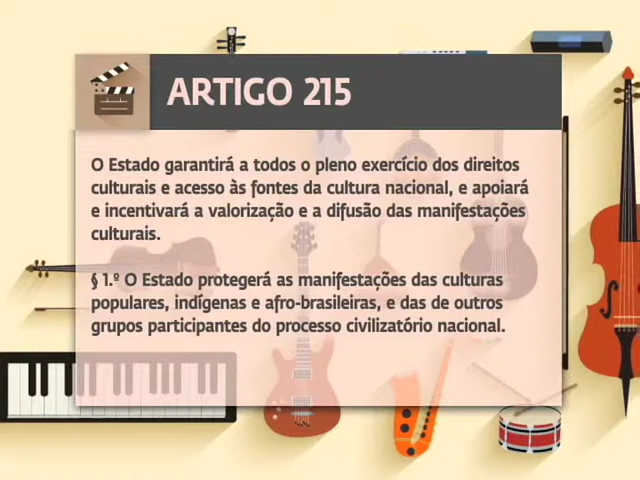 ARTIGO 215
O Estado garantirá a todos o pleno exercício dos direitos
culturais e acesso às fontes da cultura nacional, e apoiará
e incentivará a valorização e a difusão das manifestações
culturais.
§ 1.º O Estado protegerá as manifestações das culturas
populares, indígenas e afro-brasileiras, e das de outros
grupos participantes do processo civilizatório nacional.